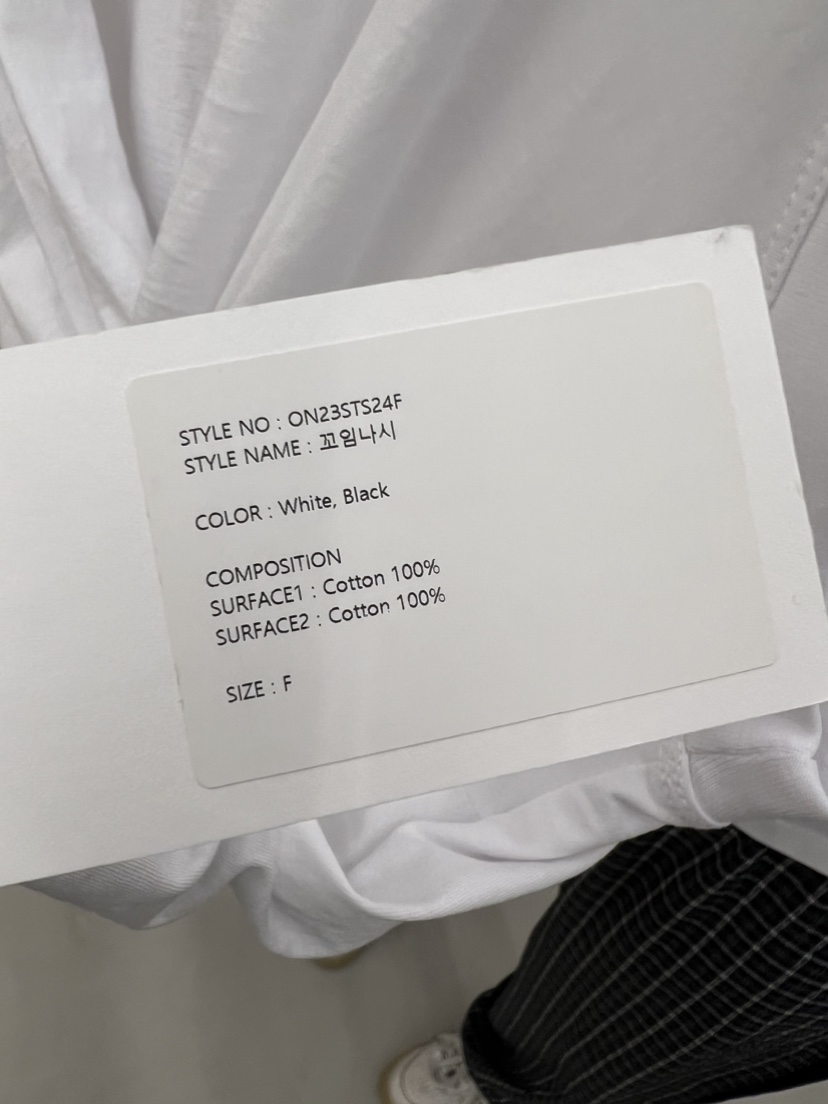 STYLE NO : ON23STS24F
STYLE NAME : 꼬임나시
COLOR : White, Black
COMPOSITION
SURFACE1 : Cotton 100%
SURFACE2 : Cotton 100%
SIZE : F